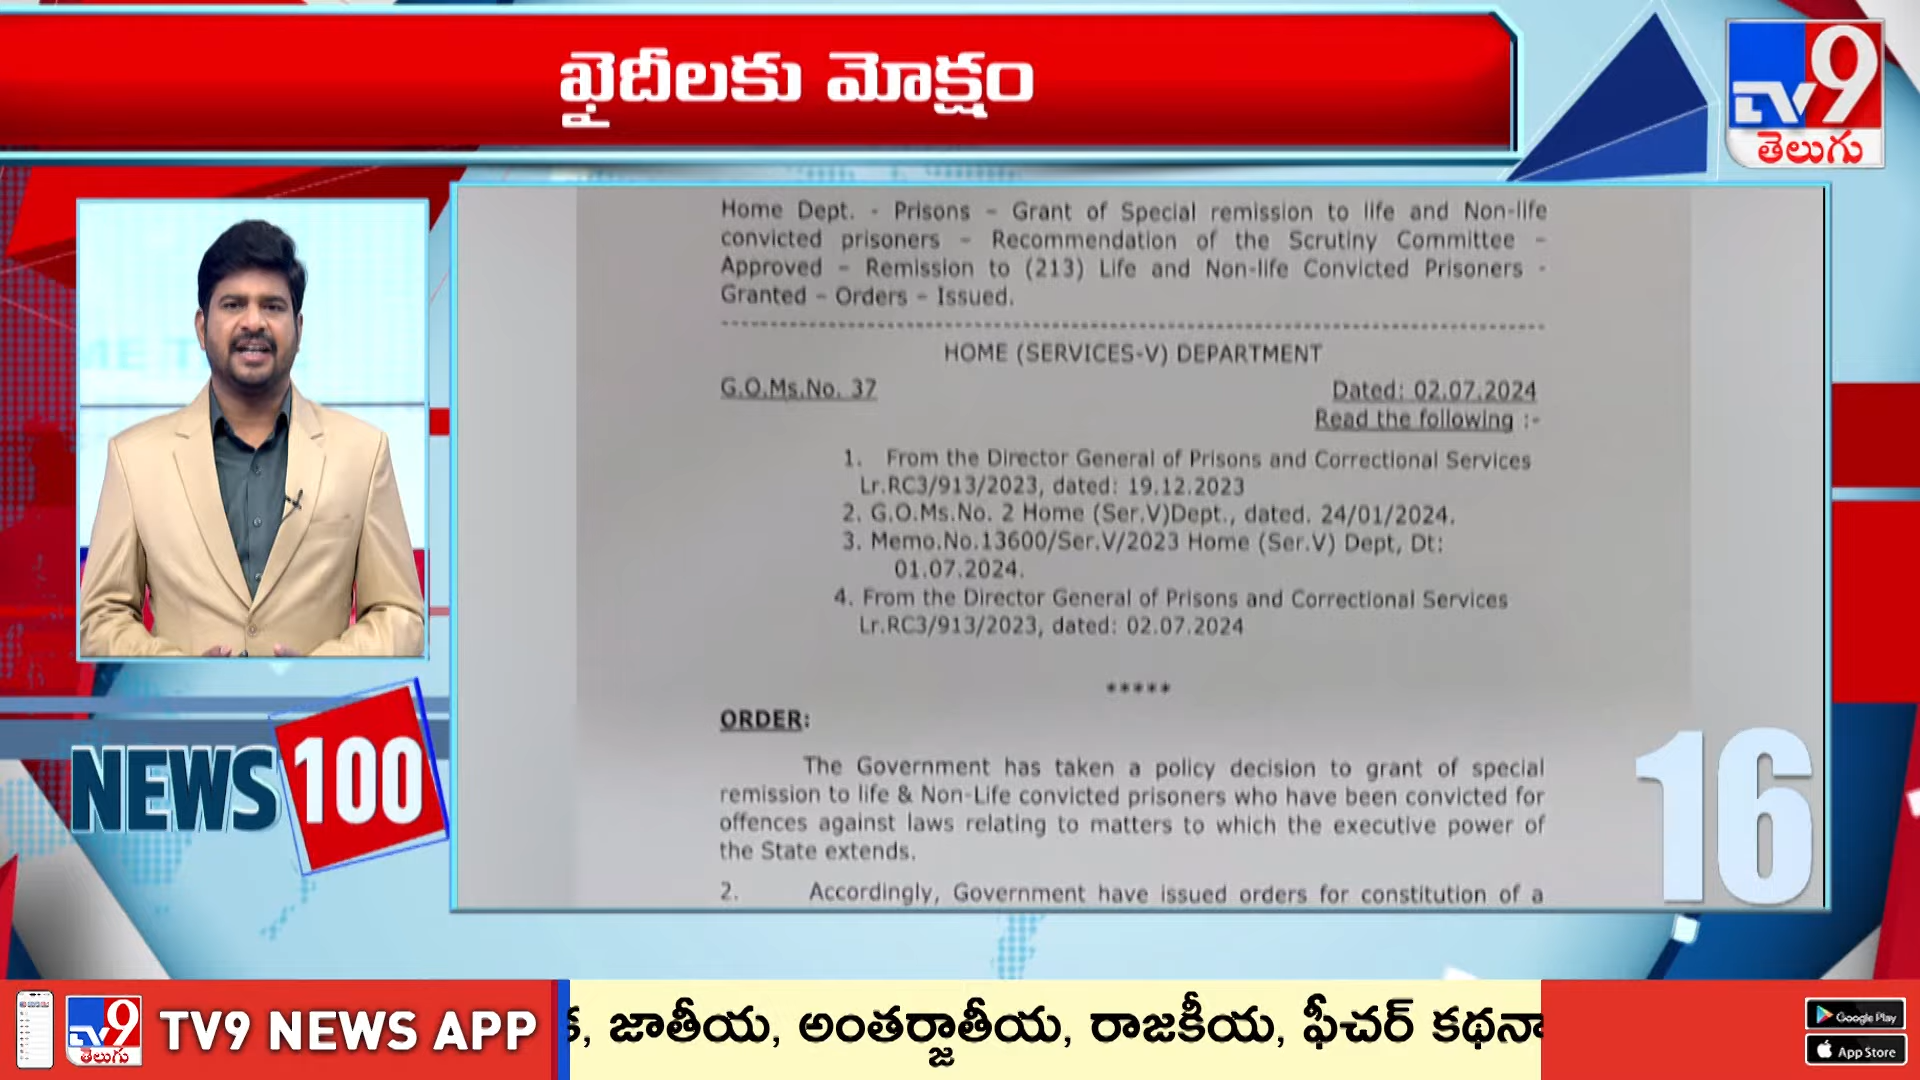 ఖైదీలకు మోక్షం
TV9
తెలుగు
Home Dept. - Prisons – Grant of Special remission to life and Non-life
convicted prisoners – Recommendation of the Scrutiny Committee –
Approved – Remission to (213) Life and Non-life Convicted Prisoners -
Granted – Orders – Issued.
HOME (SERVICES-V) DEPARTMENT
G.O.Ms.No. 37
Dated: 02.07.2024
Read the following :-
1. From the Director General of Prisons and Correctional Services
Lr.RC3/913/2023, dated: 19.12.2023
2. G.O.Ms.No. 2 Home (Ser.V)Dept., dated. 24/01/2024.
3. Memo.No.13600/Ser.V/2023 Home (Ser.V) Dept, Dt:
01.07.2024.
4. From the Director General of Prisons and Correctional Services
Lr.RC3/913/2023, dated: 02.07.2024
*****
ORDER:
The Government has taken a policy decision to grant of special
remission to life & Non-Life convicted prisoners who have been convicted for
offences against laws relating to matters to which the executive power of
the State extends.
2. Accordingly, Government have issued orders for constitution of a
NEWS 100
16
TV9
తెలుగు
TV9 NEWS APP
, జాతీయ, అంతర్జాతీయ, రాజకీయ, ఫీచర్ కథనా
Google Play
App Store